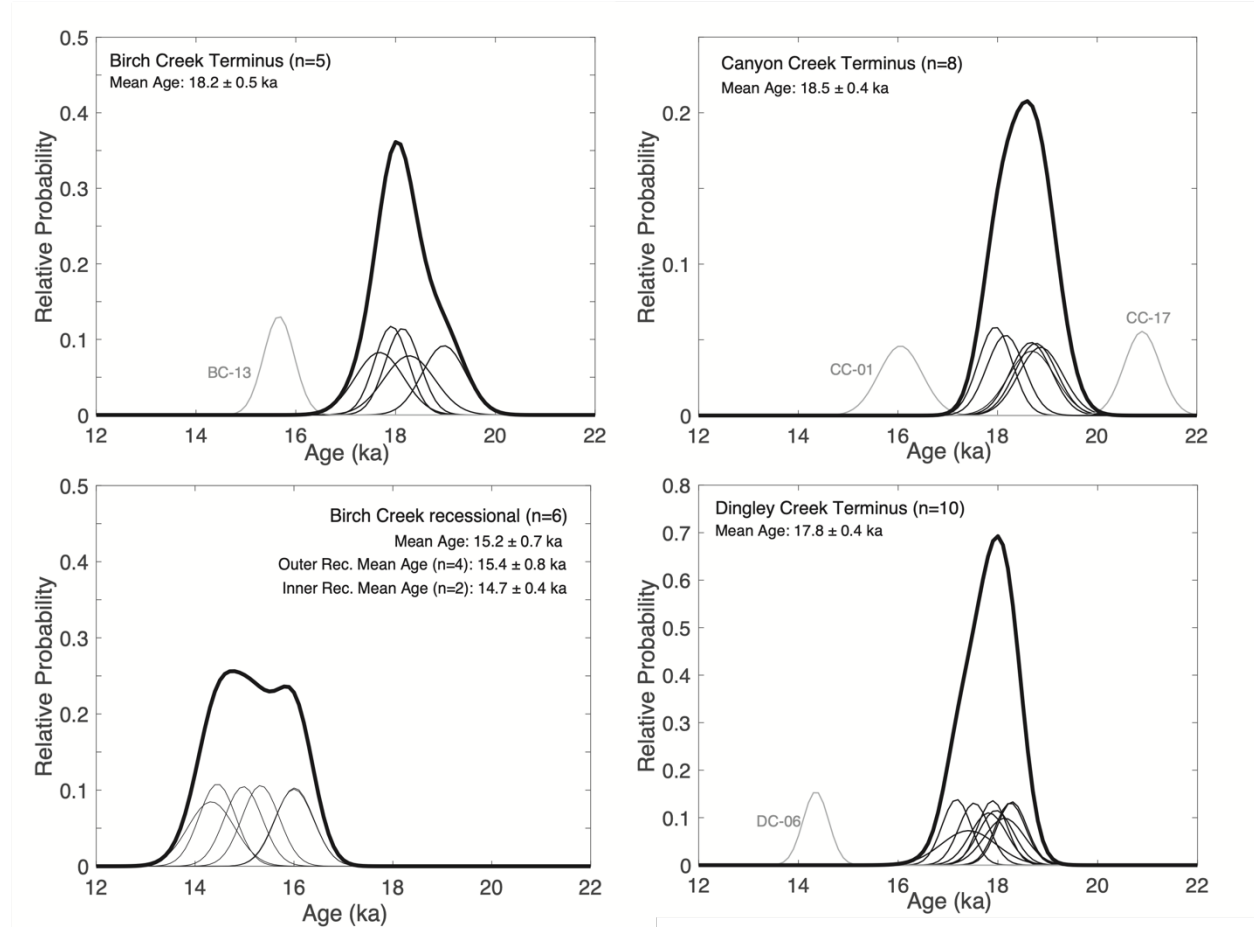 Birch Creek Terminus (n=5)
Mean Age: 18.2 ± 0.5 ka
BC-13
Relative Probability
0.5
0.4
0.3
0.2
0.1
0
12 14 16 18 20 22
Age (ka)
Canyon Creek Terminus (n=8)
Mean Age: 18.5 ± 0.4 ka
CC-01
CC-17
Relative Probability
0.2
0.1
0
12 14 16 18 20 22
Age (ka)
Birch Creek recessional (n=6)
Mean Age: 15.2 ± 0.7 ka
Outer Rec. Mean Age (n=4): 15.4 ± 0.8 ka
Inner Rec. Mean Age (n=2): 14.7 ± 0.4 ka
Relative Probability
0.5
0.4
0.3
0.2
0.1
0
12 14 16 18 20 22
Age (ka)
Dingley Creek Terminus (n=10)
Mean Age: 17.8 ± 0.4 ka
DC-06
Relative Probability
0.8
0.7
0.6
0.5
0.4
0.3
0.2
0.1
0
12 14 16 18 20 22
Age (ka)